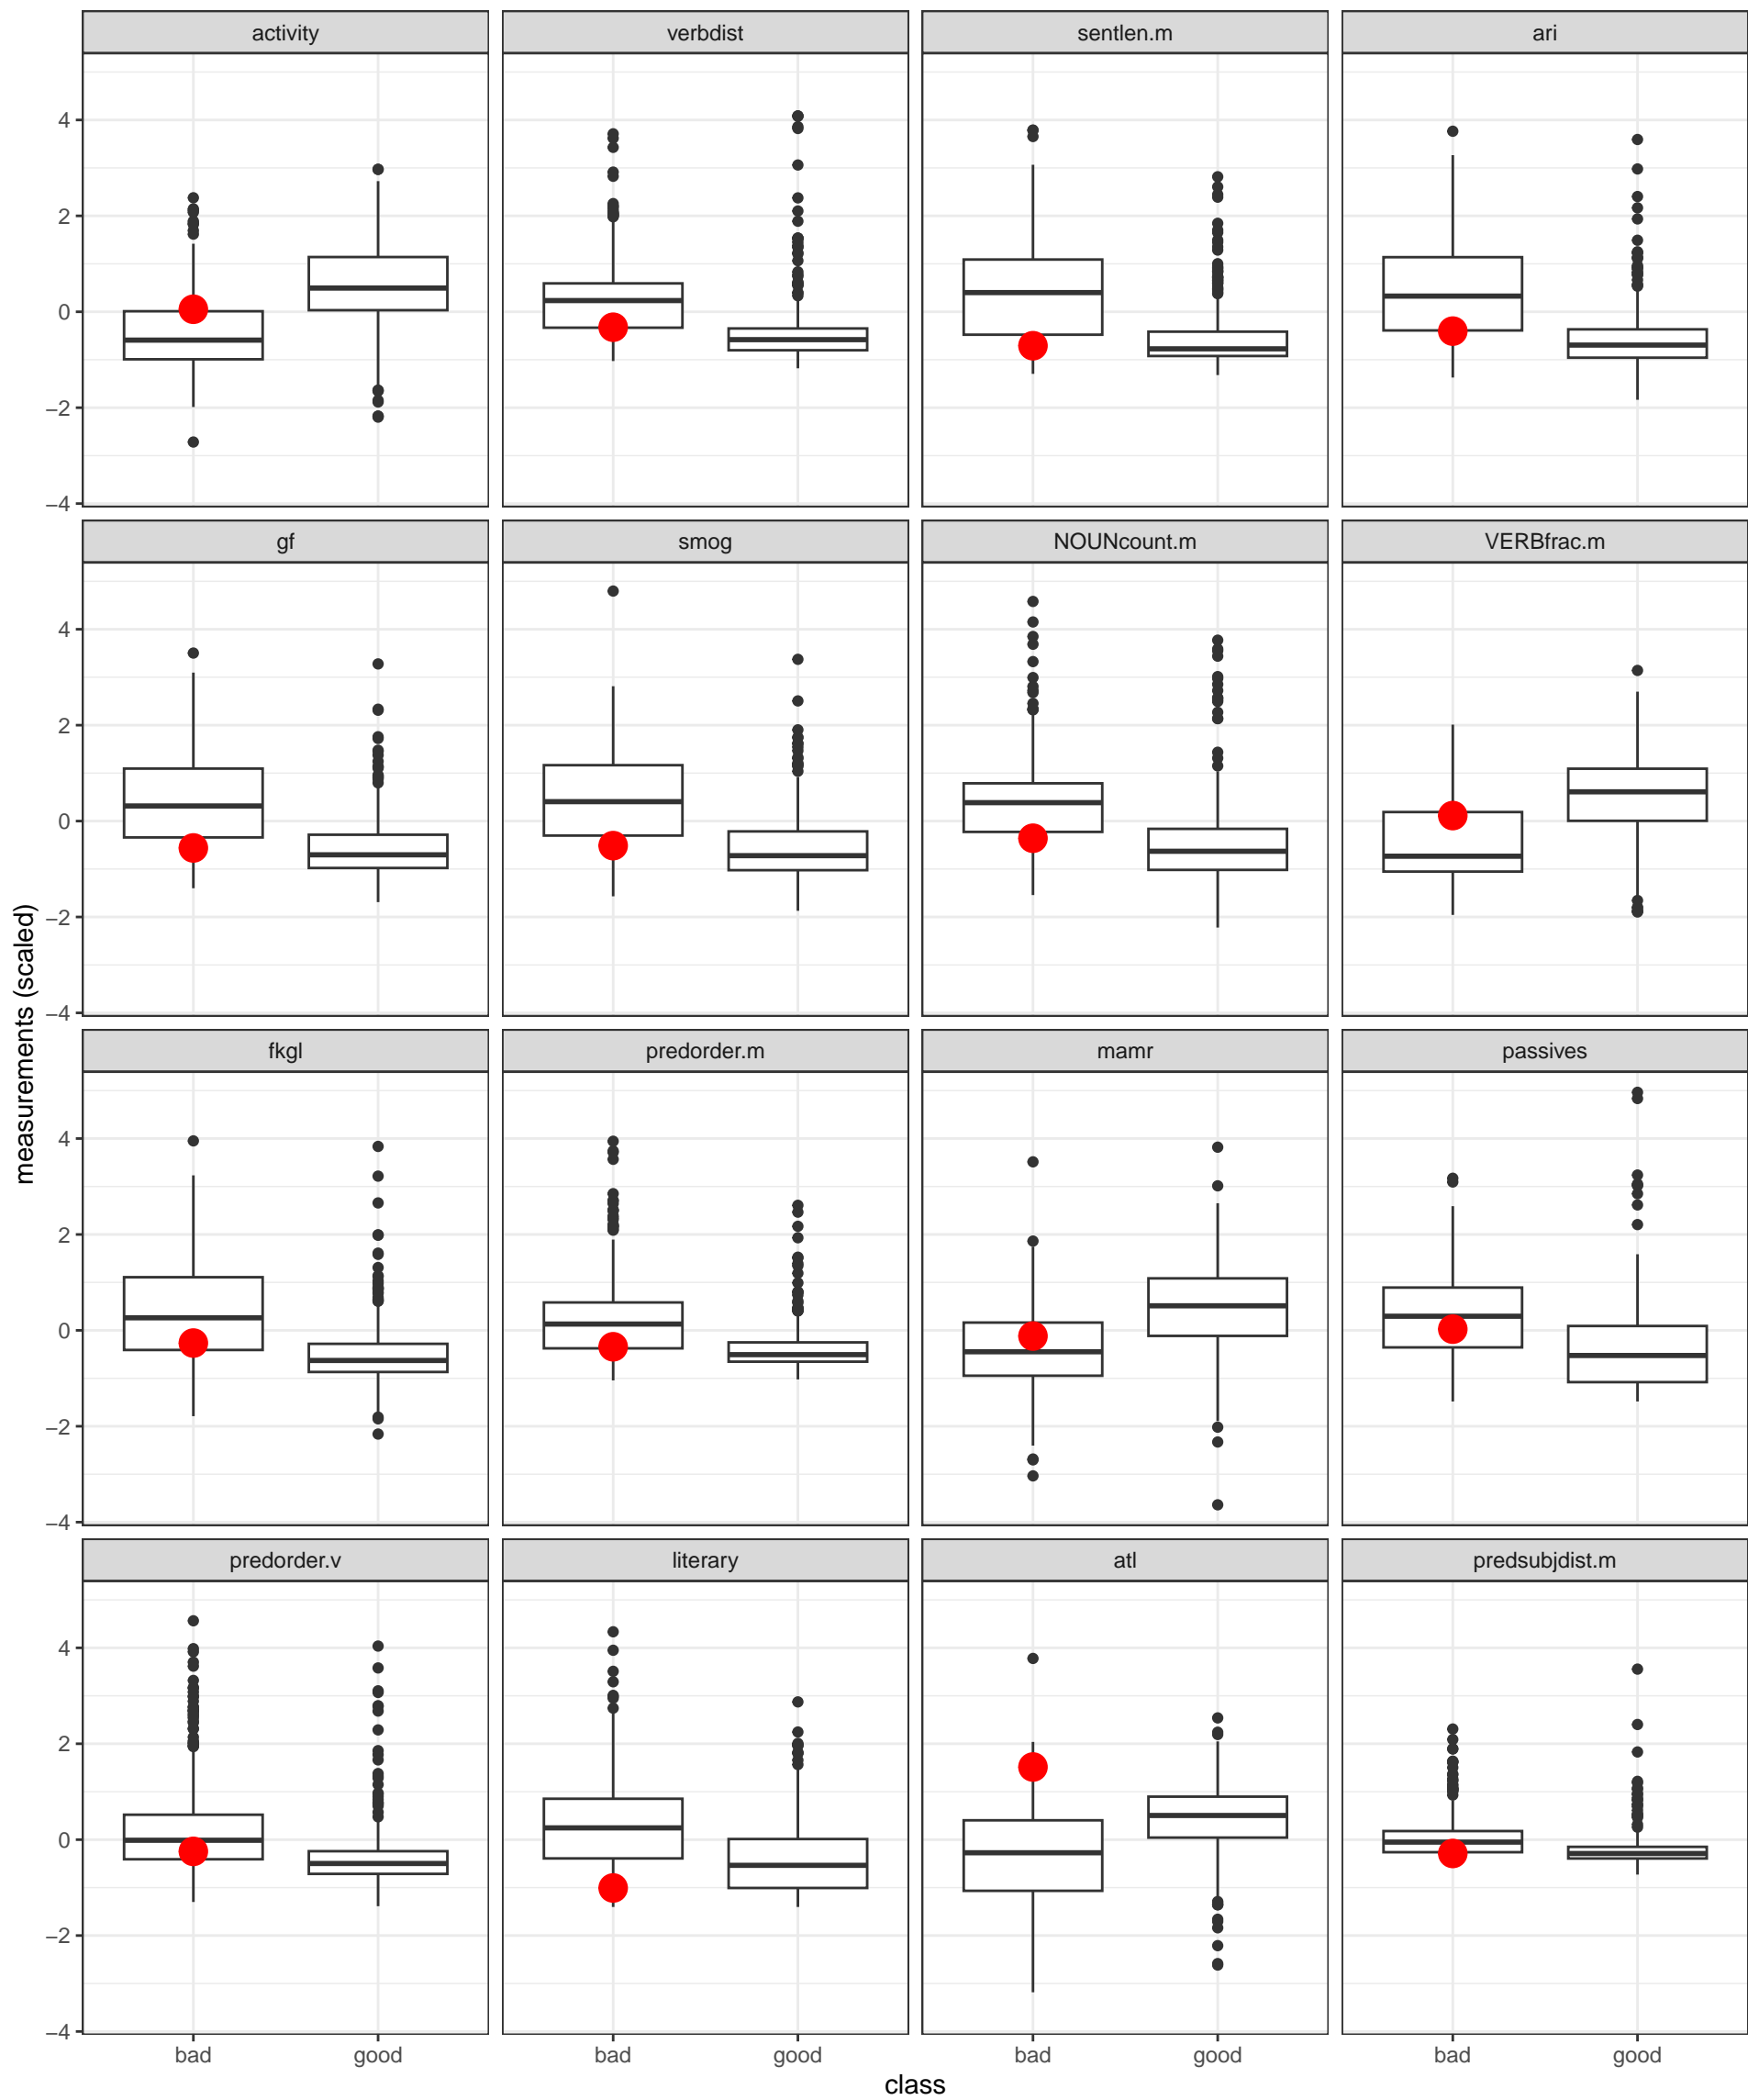 activity verbdist sentlen.m ari
4
2
0
−2
−4
gf smog NOUNcount.m VERBfrac.m
4
2
0
−2
−4
fkgl predorder.m mamr passives
4
2
0
−2
−4
predorder.v literary atl predsubjdist.m
4
2
0
−2
−4
bad good bad good bad good bad good
class
measurements (scaled)